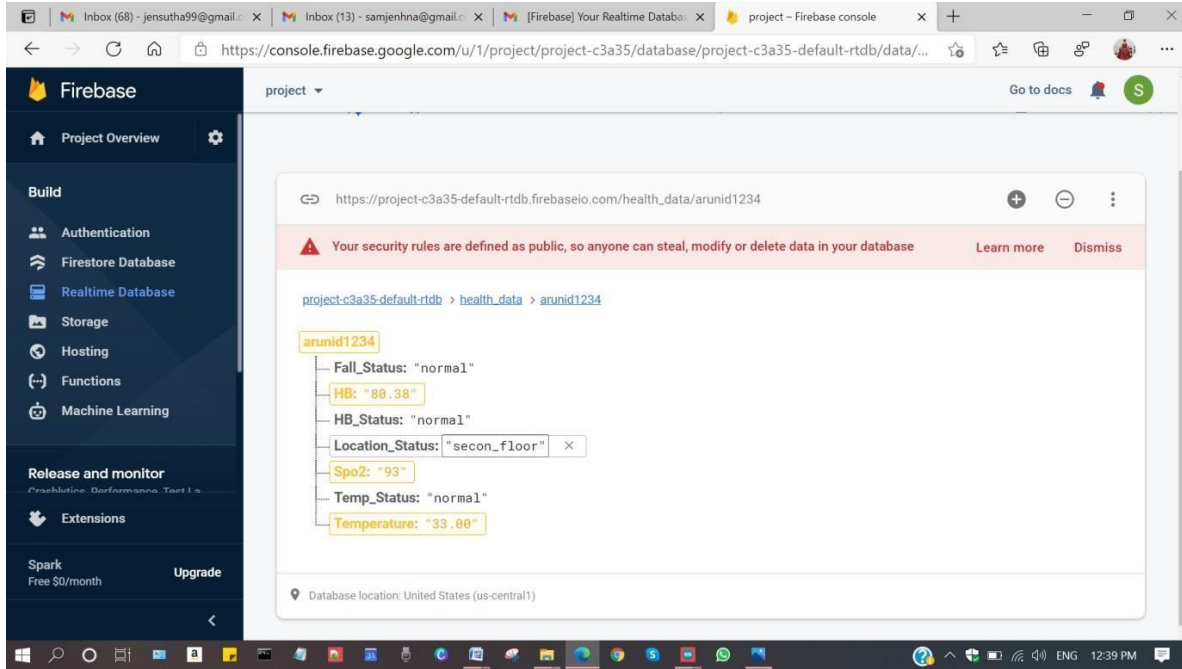 Inbox (68) - jensutha99@gmail.c
Inbox (13) - samjenhna@gmail.c
[Firebase] Your Realtime Databas
project – Firebase console
https://console.firebase.google.com/u/1/project/project-c3a35/database/project-c3a35-default-rtdb/data/...
Firebase
project
Go to docs
S
Project Overview
Build
Authentication
Firestore Database
Realtime Database
Storage
Hosting
Functions
Machine Learning
Release and monitor
Crashlytics, Performance, Test La...
Extensions
Spark
Free $0/month
Upgrade
https://project-c3a35-default-rtdb.firebaseio.com/health_data/arunid1234
Your security rules are defined as public, so anyone can steal, modify or delete data in your database
Learn more
Dismiss
project-c3a35-default-rtdb > health_data > arunid1234
arunid1234
Fall_Status: "normal"
HB: "80.38"
HB_Status: "normal"
Location_Status: "secon_floor"
Spo2: "93"
Temp_Status: "normal"
Temperature: "33.00"
Database location: United States (us-central1)
ENG
12:39 PM